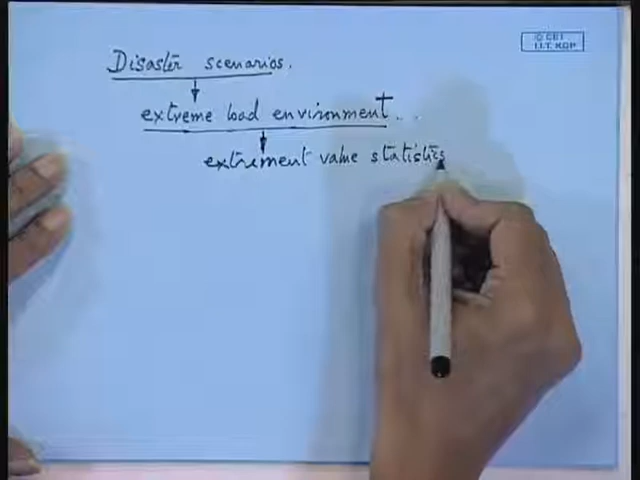 © CET
I.I.T. KGP
Disaster scenarios.
extreme load environment..
extrement value statistics